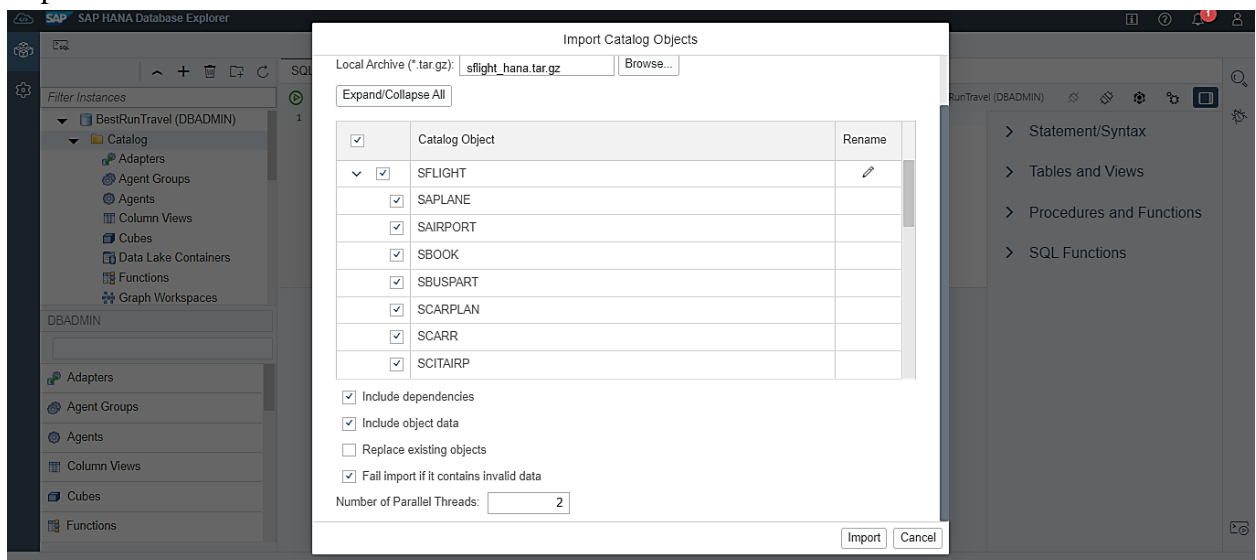 SAP SAP HANA Database Explorer
Import Catalog Objects
Local Archive (*.tar.gz): sflight_hana.tar.gz Browse...
Expand/Collapse All
Catalog Object Rename
SFLIGHT
SAPLANE
SAIRPORT
SBOOK
SBUSPART
SCARPLAN
SCARR
SCITAIRP
Include dependencies
Include object data
Replace existing objects
Fail import if it contains invalid data
Number of Parallel Threads: 2
Import Cancel
SQL
Filter Instances
1
BestRunTravel (DBADMIN)
Catalog
Adapters
Agent Groups
Agents
Column Views
Cubes
Data Lake Containers
Functions
Graph Workspaces
DBADMIN
Adapters
Agent Groups
Agents
Column Views
Cubes
Functions
1
RunTravel (DBADMIN)
Statement/Syntax
Tables and Views
Procedures and Functions
SQL Functions